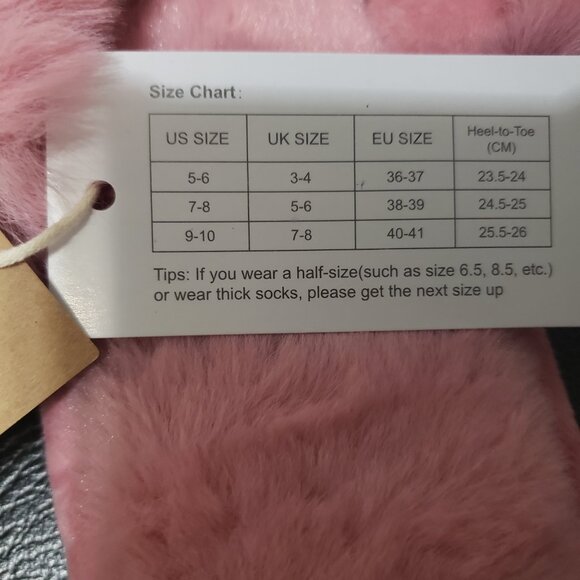 Size Chart:
US SIZE UK SIZE EU SIZE Heel-to-Toe (CM)
5-6 3-4 36-37 23.5-24
7-8 5-6 38-39 24.5-25
9-10 7-8 40-41 25.5-26
Tips: If you wear a half-size(such as size 6.5, 8.5, etc.)
or wear thick socks, please get the next size up